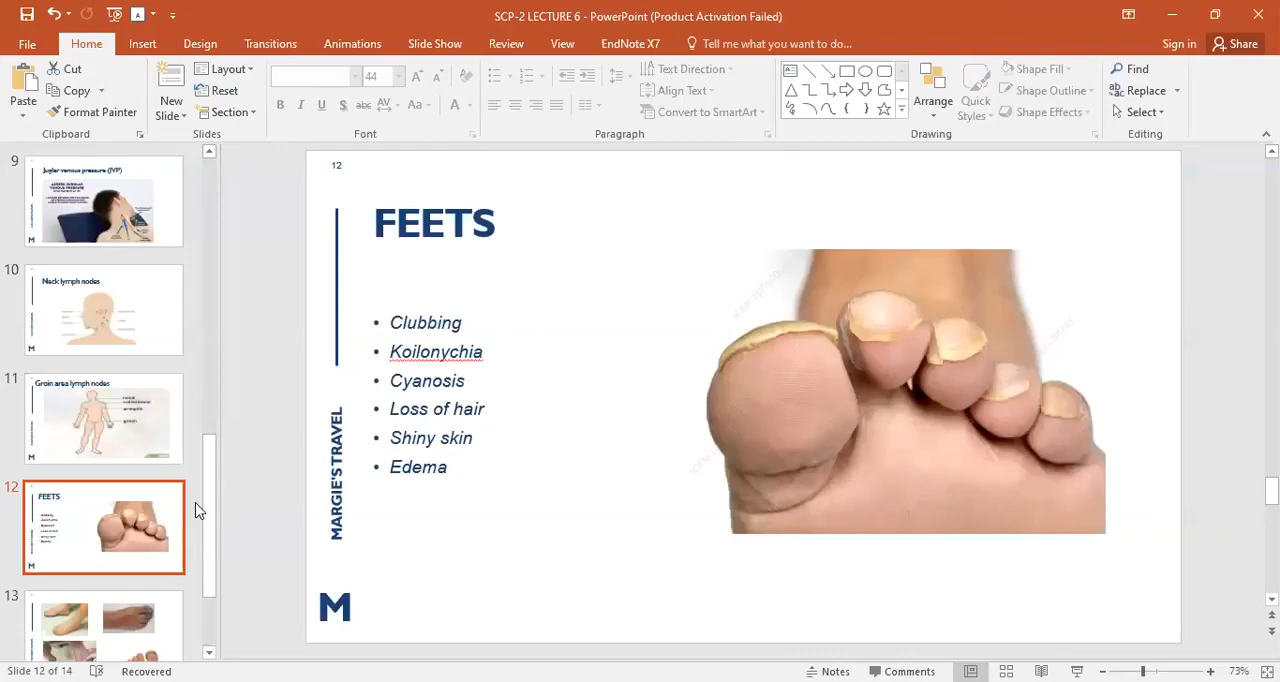 SCP-2 LECTURE 6 - PowerPoint (Product Activation Failed)
File Home Insert Design Transitions Animations Slide Show Review View EndNote X7 Tell me what you want to do... Sign in Share
Paste
Cut
Copy
Format Painter
Clipboard
New Slide
Layout
Reset
Section
Slides
44
B I U S abc AV Aa A
Font
Text Direction
Align Text
Convert to SmartArt
Paragraph
Arrange
Quick Styles
Shape Fill
Shape Outline
Shape Effects
Drawing
Find
Replace
Select
Editing
9
Juglar venous pressure (JVP)
M
10
Neck lymph nodes
M
11
Groin area lymph nodes
M
12
FEETS
M
13
12
FEETS
• Clubbing
• Koilonychia
• Cyanosis
• Loss of hair
• Shiny skin
• Edema
MARGIE'S TRAVEL
M
Slide 12 of 14 Recovered Notes Comments 73%